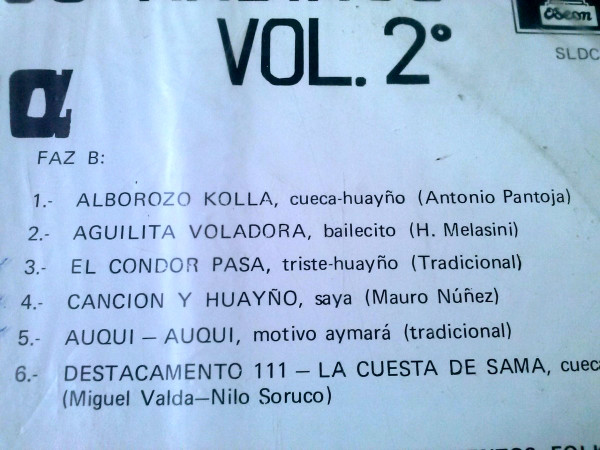 VOL. 2°
Odeon
SLDC
α
FAZ B:
1.- ALBOROZO KOLLA, cueca-huayño (Antonio Pantoja)
2.- AGUILITA VOLADORA, bailecito (H. Melasini)
3.- EL CONDOR PASA, triste-huayño (Tradicional)
4.- CANCION Y HUAYÑO, saya (Mauro Núñez)
5.- AUQUI – AUQUI, motivo aymará (tradicional)
6.- DESTACAMENTO 111 – LA CUESTA DE SAMA, cueca
(Miguel Valda–Nilo Soruco)